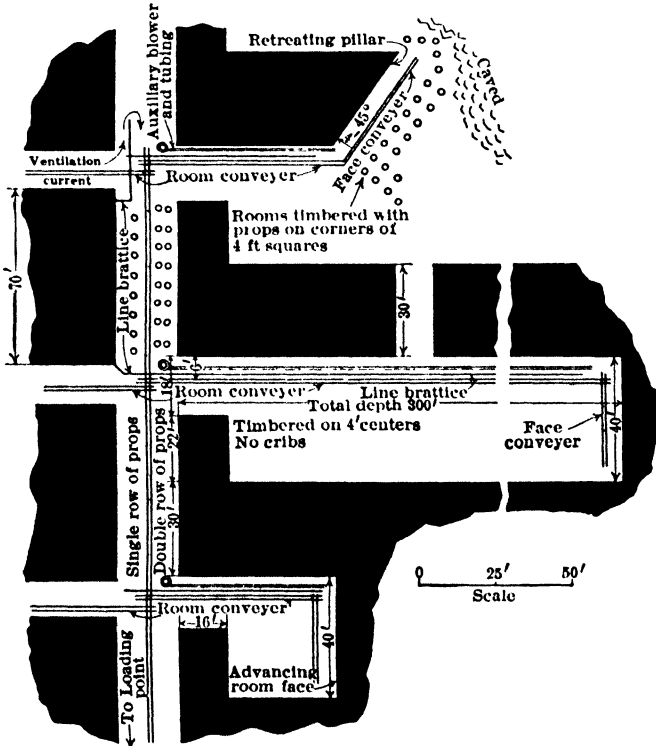 Retreating pillar
Auxiliary blower
and tubing
Caved
45°
Face conveyer
Ventilation
current
Room conveyer
Rooms timbered with
props on corners of
4 ft squares
Line brattice
70'
30'
6'
18'
Room conveyer
Line brattice
Total depth 300'
Timbered on 4' centers
No cribs
Face
conveyer
40'
22'
Single row of props
Double row of props
30'
0 25' 50'
Scale
Room conveyer
16'
40'
Advancing
room face
To Loading
point